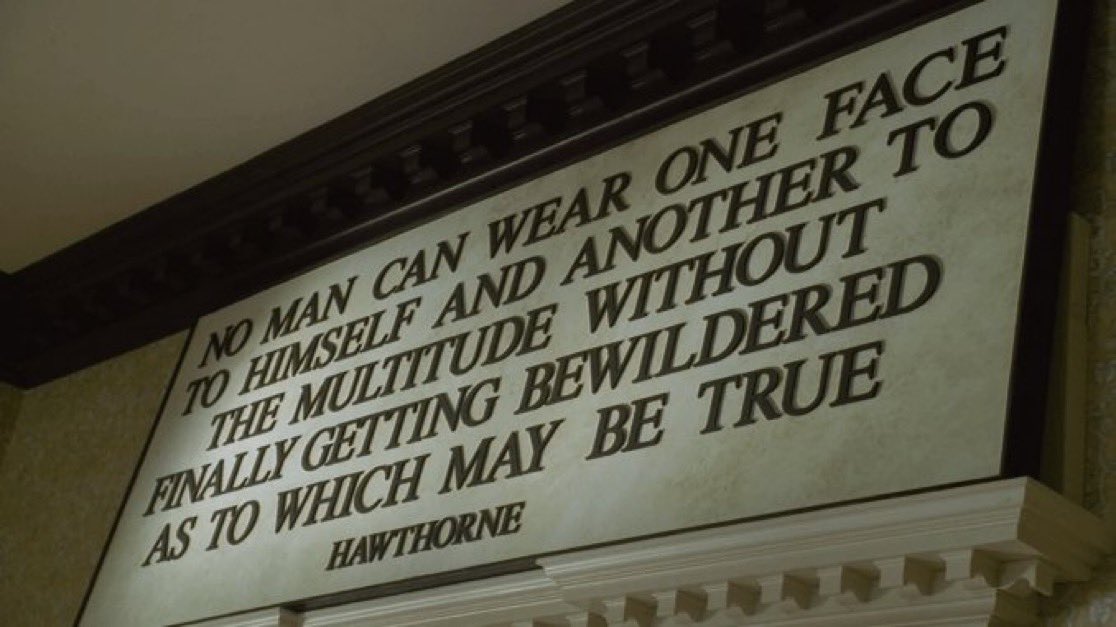 NO MAN CAN WEAR ONE FACE
TO HIMSELF AND ANOTHER TO
THE MULTITUDE WITHOUT
FINALLY GETTING BEWILDERED
AS TO WHICH MAY BE TRUE
HAWTHORNE